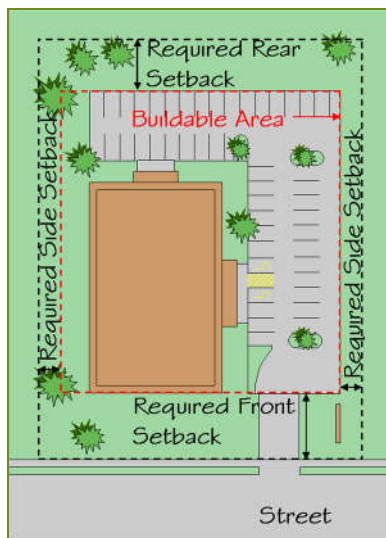 Required Rear
Setback
Buildable Area
Required Side Setback
Required Side Setback
Required Front
Setback
Street